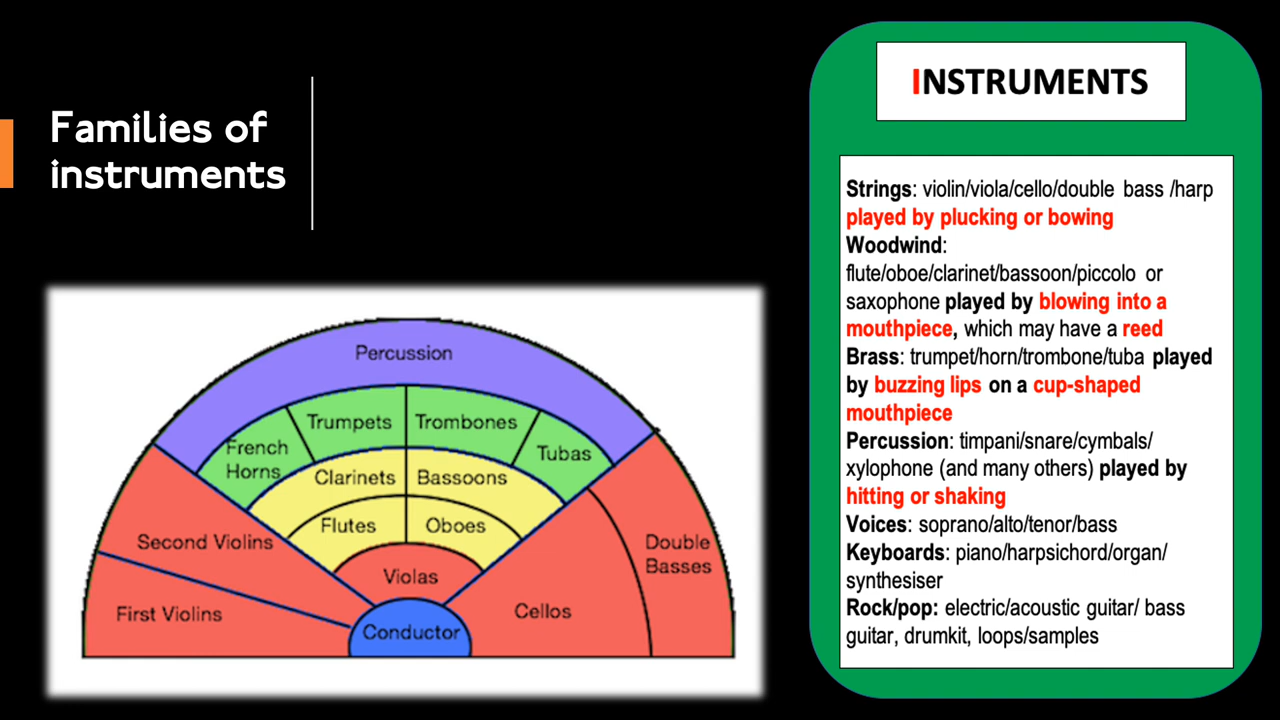 Families of
instruments
Percussion
Trumpets
Trombones
French
Horns
Tubas
Clarinets
Bassoons
Flutes
Oboes
Second Violins
Violas
Double
Basses
First Violins
Cellos
Conductor
INSTRUMENTS
Strings: violin/viola/cello/double bass /harp
played by plucking or bowing
Woodwind:
flute/oboe/clarinet/bassoon/piccolo or
saxophone played by blowing into a
mouthpiece, which may have a reed
Brass: trumpet/horn/trombone/tuba played
by buzzing lips on a cup-shaped
mouthpiece
Percussion: timpani/snare/cymbals/
xylophone (and many others) played by
hitting or shaking
Voices: soprano/alto/tenor/bass
Keyboards: piano/harpsichord/organ/
synthesiser
Rock/pop: electric/acoustic guitar/ bass
guitar, drumkit, loops/samples